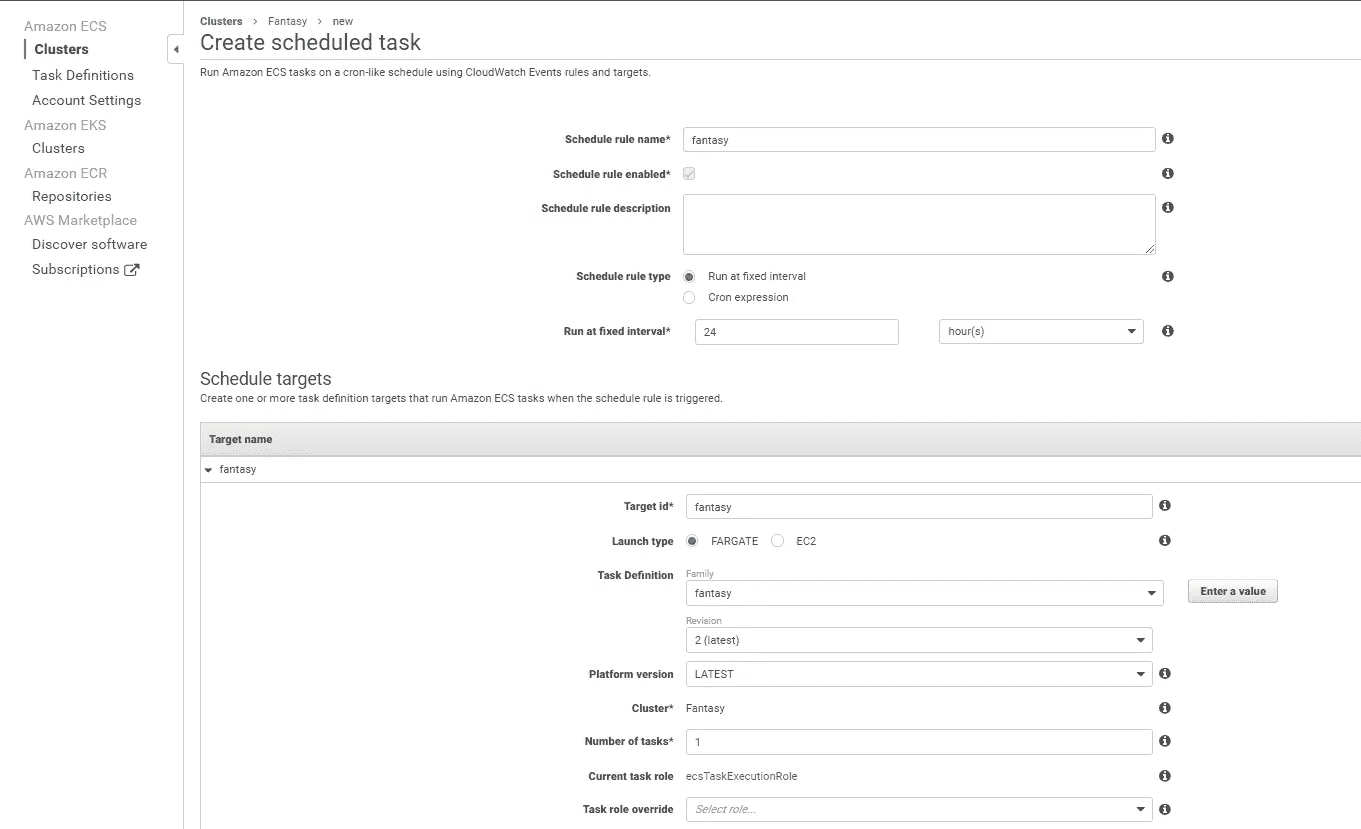 Amazon ECS
Clusters
Task Definitions
Account Settings
Amazon EKS
Clusters
Amazon ECR
Repositories
AWS Marketplace
Discover software
Subscriptions
Clusters > Fantasy > new
Create scheduled task
Run Amazon ECS tasks on a cron-like schedule using CloudWatch Events rules and targets.
Schedule rule name* fantasy
Schedule rule enabled*
Schedule rule description
Schedule rule type Run at fixed interval
Cron expression
Run at fixed interval* 24 hour(s)
Schedule targets
Create one or more task definition targets that run Amazon ECS tasks when the schedule rule is triggered.
Target name
fantasy
Target id* fantasy
Launch type FARGATE EC2
Task Definition Family
fantasy Enter a value
Revision
2 (latest)
Platform version LATEST
Cluster* Fantasy
Number of tasks* 1
Current task role ecsTaskExecutionRole
Task role override Select role...